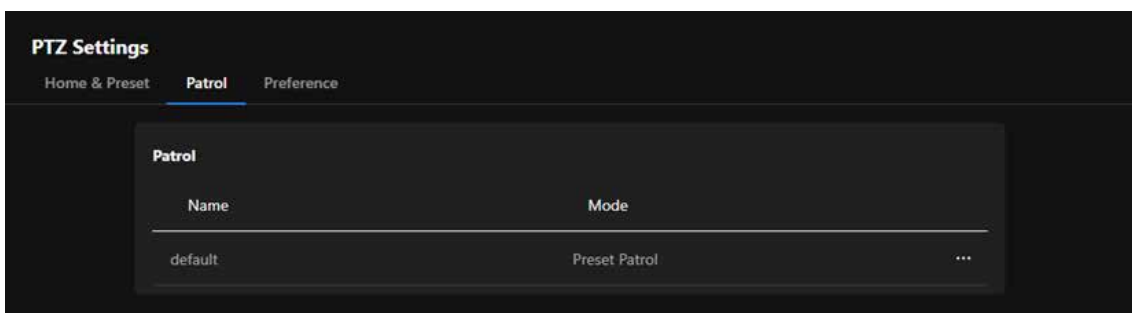 PTZ Settings
Home & Preset Patrol Preference
Patrol
Name Mode
default Preset Patrol ...